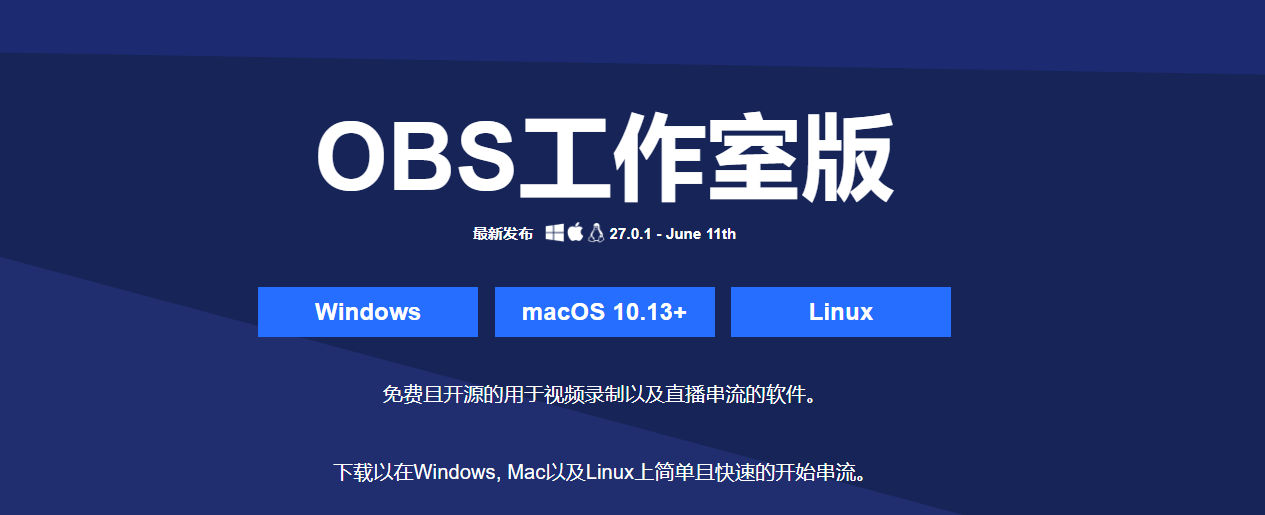 OBS工作室版
最新发布 27.0.1 - June 11th
Windows macOS 10.13+ Linux
免费且开源的用于视频录制以及直播串流的软件。
下载以在Windows, Mac以及Linux上简单且快速的开始串流。